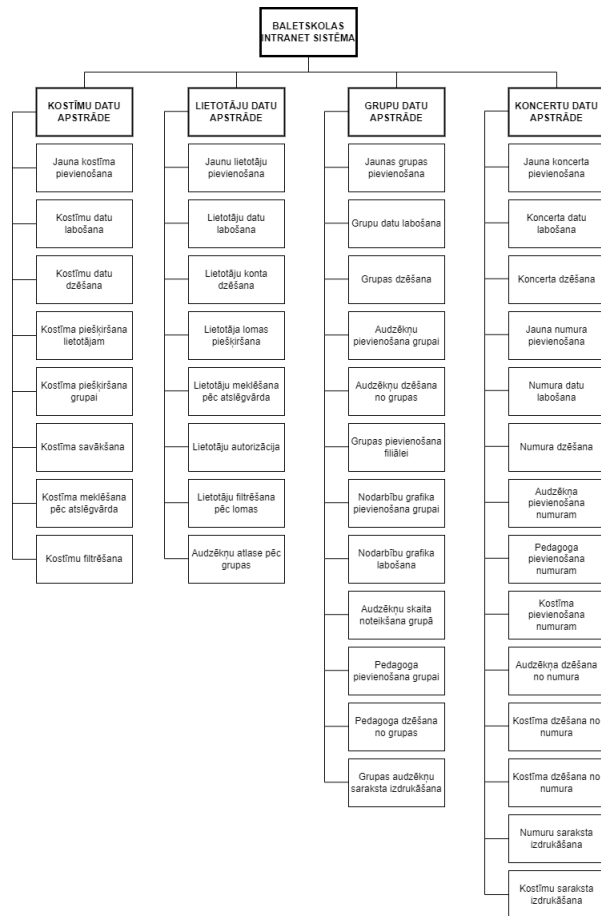 BALETSKOLAS
INTRANET SISTĒMA
KOSTĪMU DATU
APSTRĀDE
Jauna kostīma
pievienošana
Kostīmu datu
labošana
Kostīmu datu
dzēšana
Kostīma piešķiršana
lietotājam
Kostīma piešķiršana
grupai
Kostīma savākšana
Kostīma meklēšana
pēc atslēgvārda
Kostīmu filtrēšana
LIETOTĀJU DATU
APSTRĀDE
Jaunu lietotāju
pievienošana
Lietotāju datu
labošana
Lietotāju konta
dzēšana
Lietotāja lomas
piešķiršana
Lietotāju meklēšana
pēc atslēgvārda
Lietotāju autorizācija
Lietotāju filtrēšana
pēc lomas
Audzēkņu atlase pēc
grupas
GRUPU DATU
APSTRĀDE
Jaunas grupas
pievienošana
Grupu datu labošana
Grupas dzēšana
Audzēkņu
pievienošana grupai
Audzēkņu dzēšana
no grupas
Grupas pievienošana
filiālei
Nodarbību grafika
pievienošana grupai
Nodarbību grafika
labošana
Audzēkņu skaita
noteikšana grupā
Pedagoga
pievienošana grupai
Pedagoga dzēšana
no grupas
Grupas audzēkņu
saraksta izdrukāšana
KONCERTU DATU
APSTRĀDE
Jauna koncerta
pievienošana
Koncerta datu
labošana
Koncerta dzēšana
Jauna numura
pievienošana
Numura datu
labošana
Numura dzēšana
Audzēkņa
pievienošana
numuram
Pedagoga
pievienošana
numuram
Kostīma
pievienošana
numuram
Audzēkņa dzēšana
no numura
Kostīma dzēšana no
numura
Kostīma dzēšana no
numura
Numuru saraksta
izdrukāšana
Kostīmu saraksta
izdrukāšana